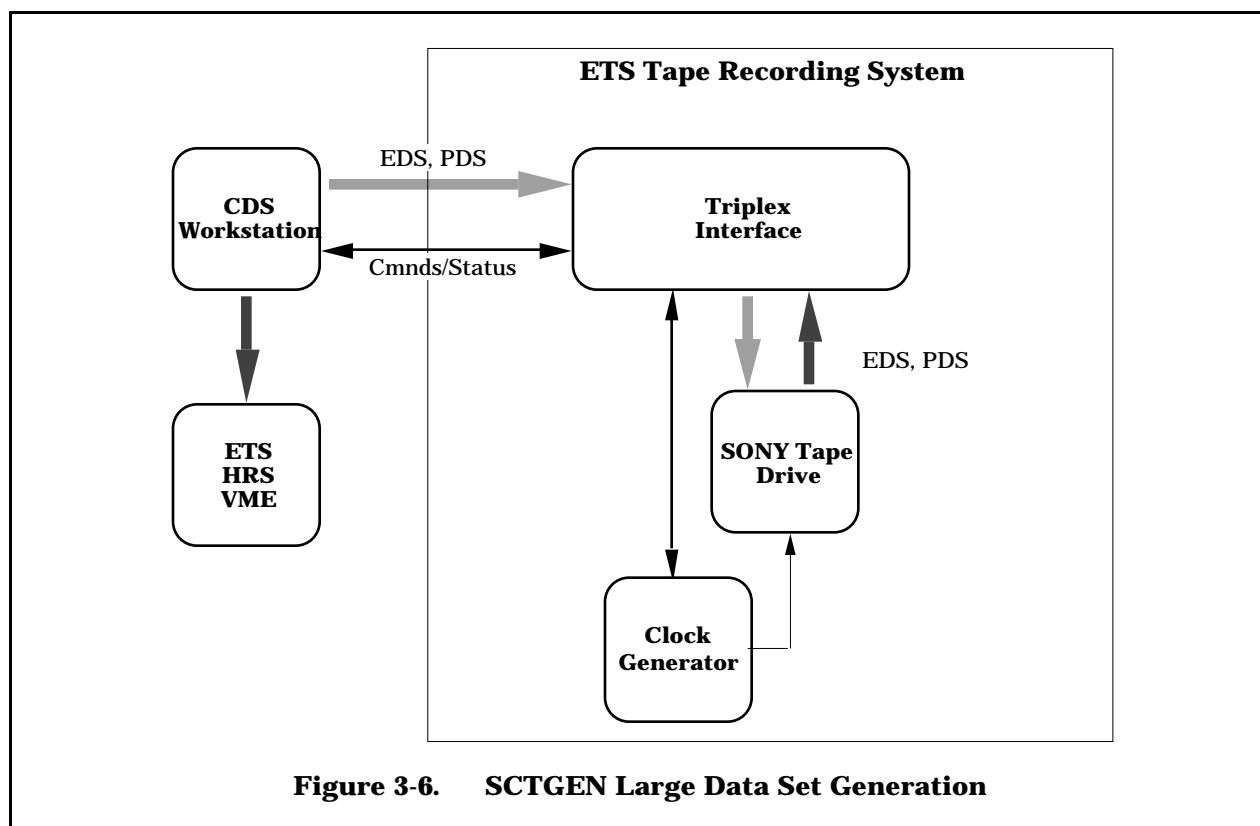 ETS Tape Recording System
EDS, PDS
CDS
Workstation
Triplex
Interface
Cmnds/Status
EDS, PDS
ETS
HRS
VME
SONY Tape
Drive
Clock
Generator
Figure 3-6. SCTGEN Large Data Set Generation